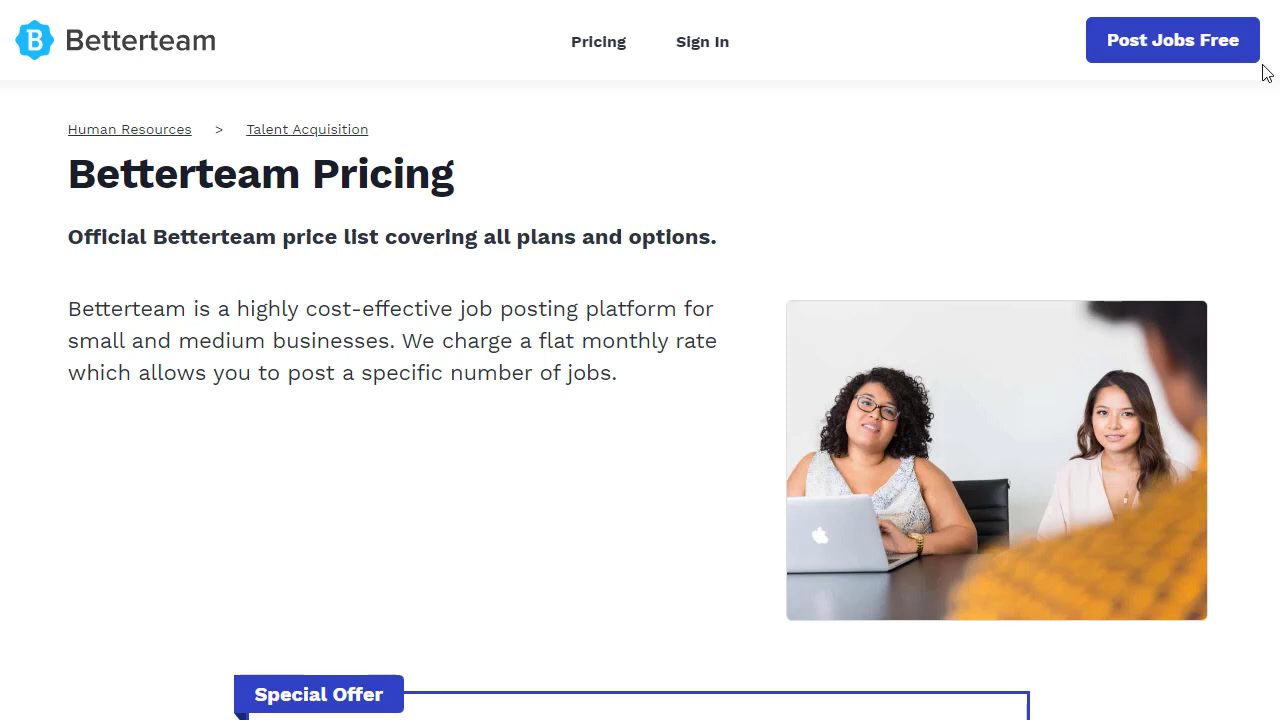 B Betterteam
Pricing
Sign In
Post Jobs Free
Human Resources > Talent Acquisition
Betterteam Pricing
Official Betterteam price list covering all plans and options.
Betterteam is a highly cost-effective job posting platform for
small and medium businesses. We charge a flat monthly rate
which allows you to post a specific number of jobs.
Special Offer